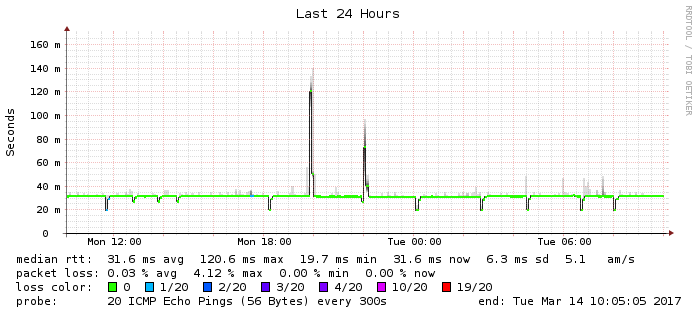 Last 24 Hours
RRDTOOL / TOBI OETIKER
Seconds
160 m
140 m
120 m
100 m
80 m
60 m
40 m
20 m
0
Mon 12:00 Mon 18:00 Tue 00:00 Tue 06:00
median rtt: 31.6 ms avg 120.6 ms max 19.7 ms min 31.6 ms now 6.3 ms sd 5.1 am/s
packet loss: 0.03 % avg 4.12 % max 0.00 % min 0.00 % now
loss color: 0 1/20 2/20 3/20 4/20 10/20 19/20
probe: 20 ICMP Echo Pings (56 Bytes) every 300s end: Tue Mar 14 10:05:05 2017